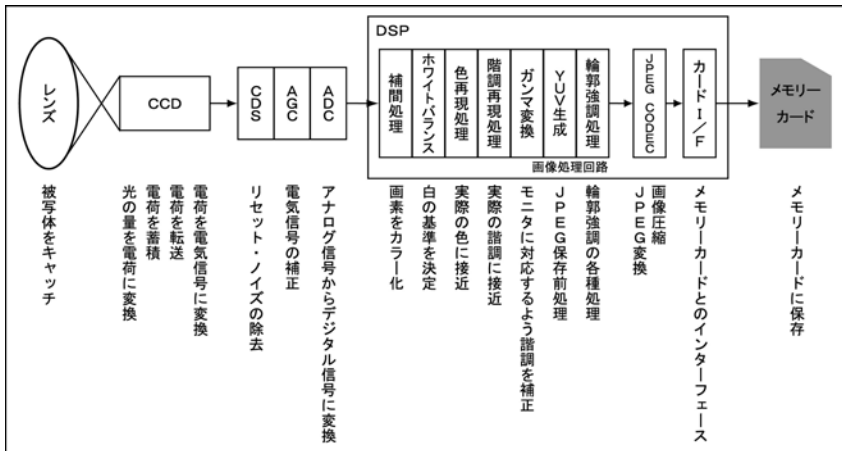 レンズ
CCD
CDS
AGC
ADC
DSP
補間処理
ホワイトバランス
色再現処理
階調再現処理
ガンマ変換
YUV生成
輪郭強調処理
画像処理回路
JPEG CODEC
カードI/F
メモリー
カード
被写体をキャッチ
光の量を電荷に変換
電荷を蓄積
電荷を転送
電荷を電気信号に変換
リセット・ノイズの除去
電気信号の補正
アナログ信号からデジタル信号に変換
画素をカラー化
白の基準を決定
実際の色に接近
実際の諧調に接近
モニタに対応するよう諧調を補正
JPEG保存前処理
輪郭強調の各種処理
画像圧縮
JPEG変換
メモリーカードとのインターフェース
メモリーカードに保存